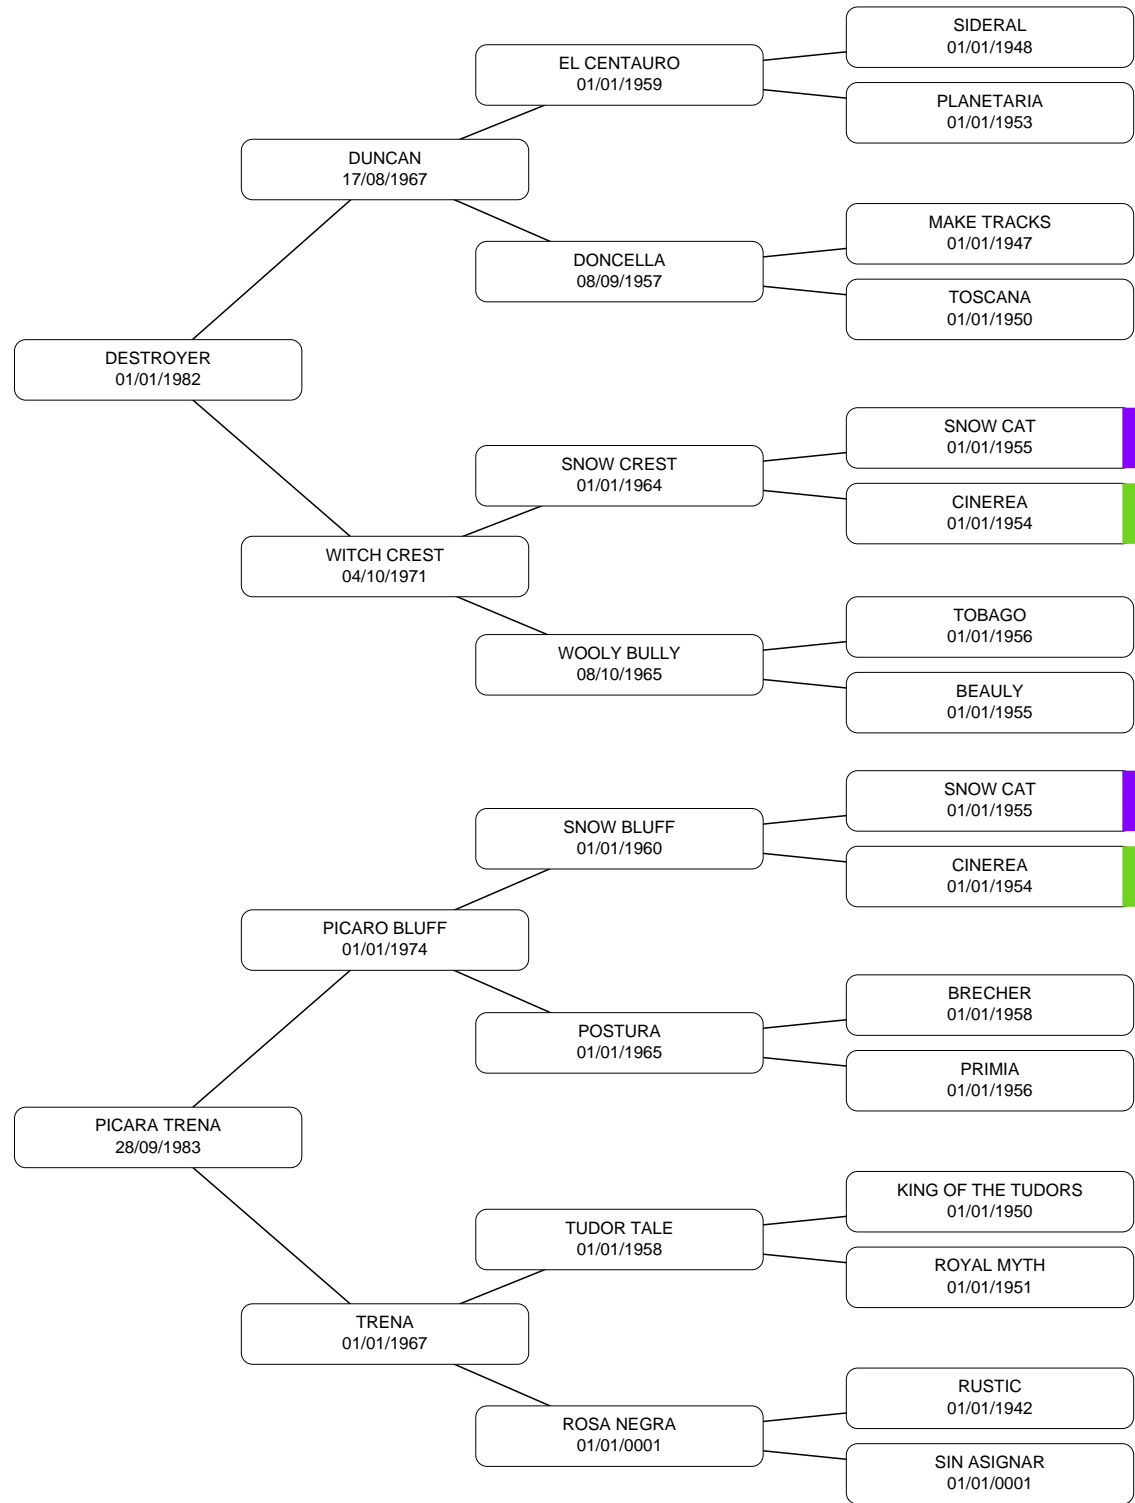 SIDERAL
01/01/1948
EL CENTAURO
01/01/1959
PLANETARIA
01/01/1953
DUNCAN
17/08/1967
MAKE TRACKS
01/01/1947
DONCELLA
08/09/1957
TOSCANA
01/01/1950
DESTROYER
01/01/1982
SNOW CAT
01/01/1955
SNOW CREST
01/01/1964
CINEREA
01/01/1954
WITCH CREST
04/10/1971
TOBAGO
01/01/1956
WOOLY BULLY
08/10/1965
BEAULY
01/01/1955
SNOW CAT
01/01/1955
SNOW BLUFF
01/01/1960
CINEREA
01/01/1954
PICARO BLUFF
01/01/1974
BRECHER
01/01/1958
POSTURA
01/01/1965
PRIMIA
01/01/1956
PICARA TRENA
28/09/1983
KING OF THE TUDORS
01/01/1950
TUDOR TALE
01/01/1958
ROYAL MYTH
01/01/1951
TRENA
01/01/1967
RUSTIC
01/01/1942
ROSA NEGRA
01/01/0001
SIN ASIGNAR
01/01/0001